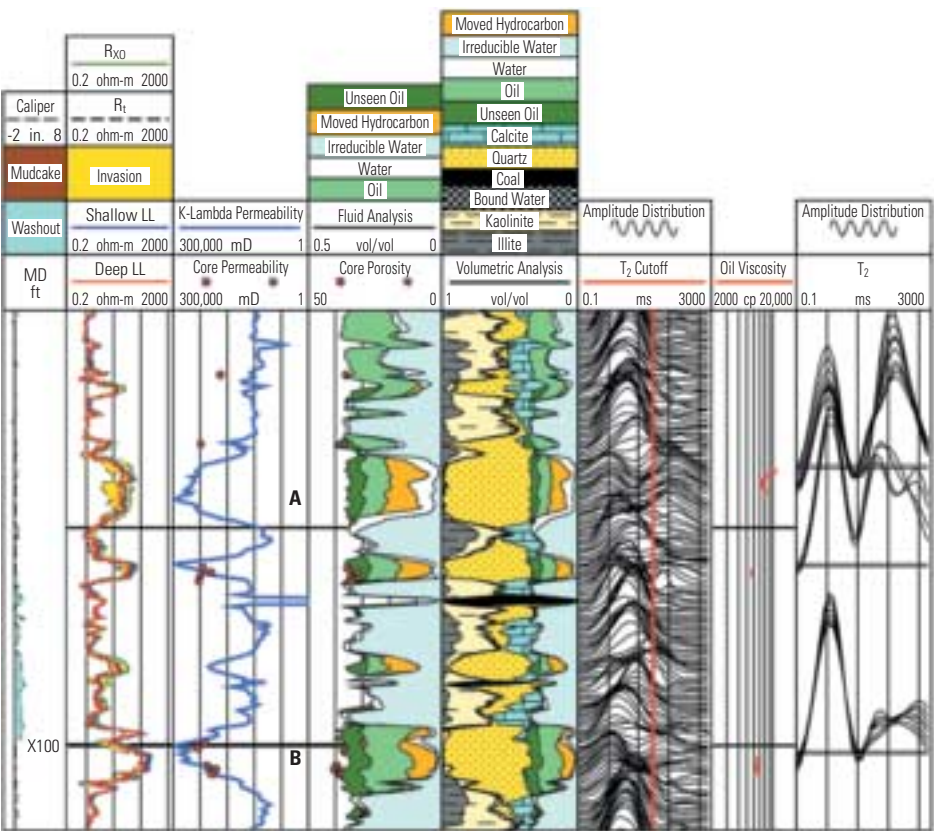 Moved Hydrocarbon
Irreducible Water
Water
Oil
Unseen Oil
Calcite
Quartz
Coal
Bound Water
Kaolinite
Illite
Volumetric Analysis
1 vol/vol 0
RXO
0.2 ohm-m 2000
Rt
0.2 ohm-m 2000
Invasion
Shallow LL
0.2 ohm-m 2000
Deep LL
0.2 ohm-m 2000
Caliper
-2 in. 8
Mudcake
Washout
MD
ft
K-Lambda Permeability
300,000 mD 1
Core Permeability
300,000 mD 1
Unseen Oil
Moved Hydrocarbon
Irreducible Water
Water
Oil
Fluid Analysis
0.5 vol/vol 0
Core Porosity
50 0
Amplitude Distribution
T2 Cutoff
0.1 ms 3000
Oil Viscosity
2000 cp 20,000
Amplitude Distribution
T2
0.1 ms 3000
A
X100
B